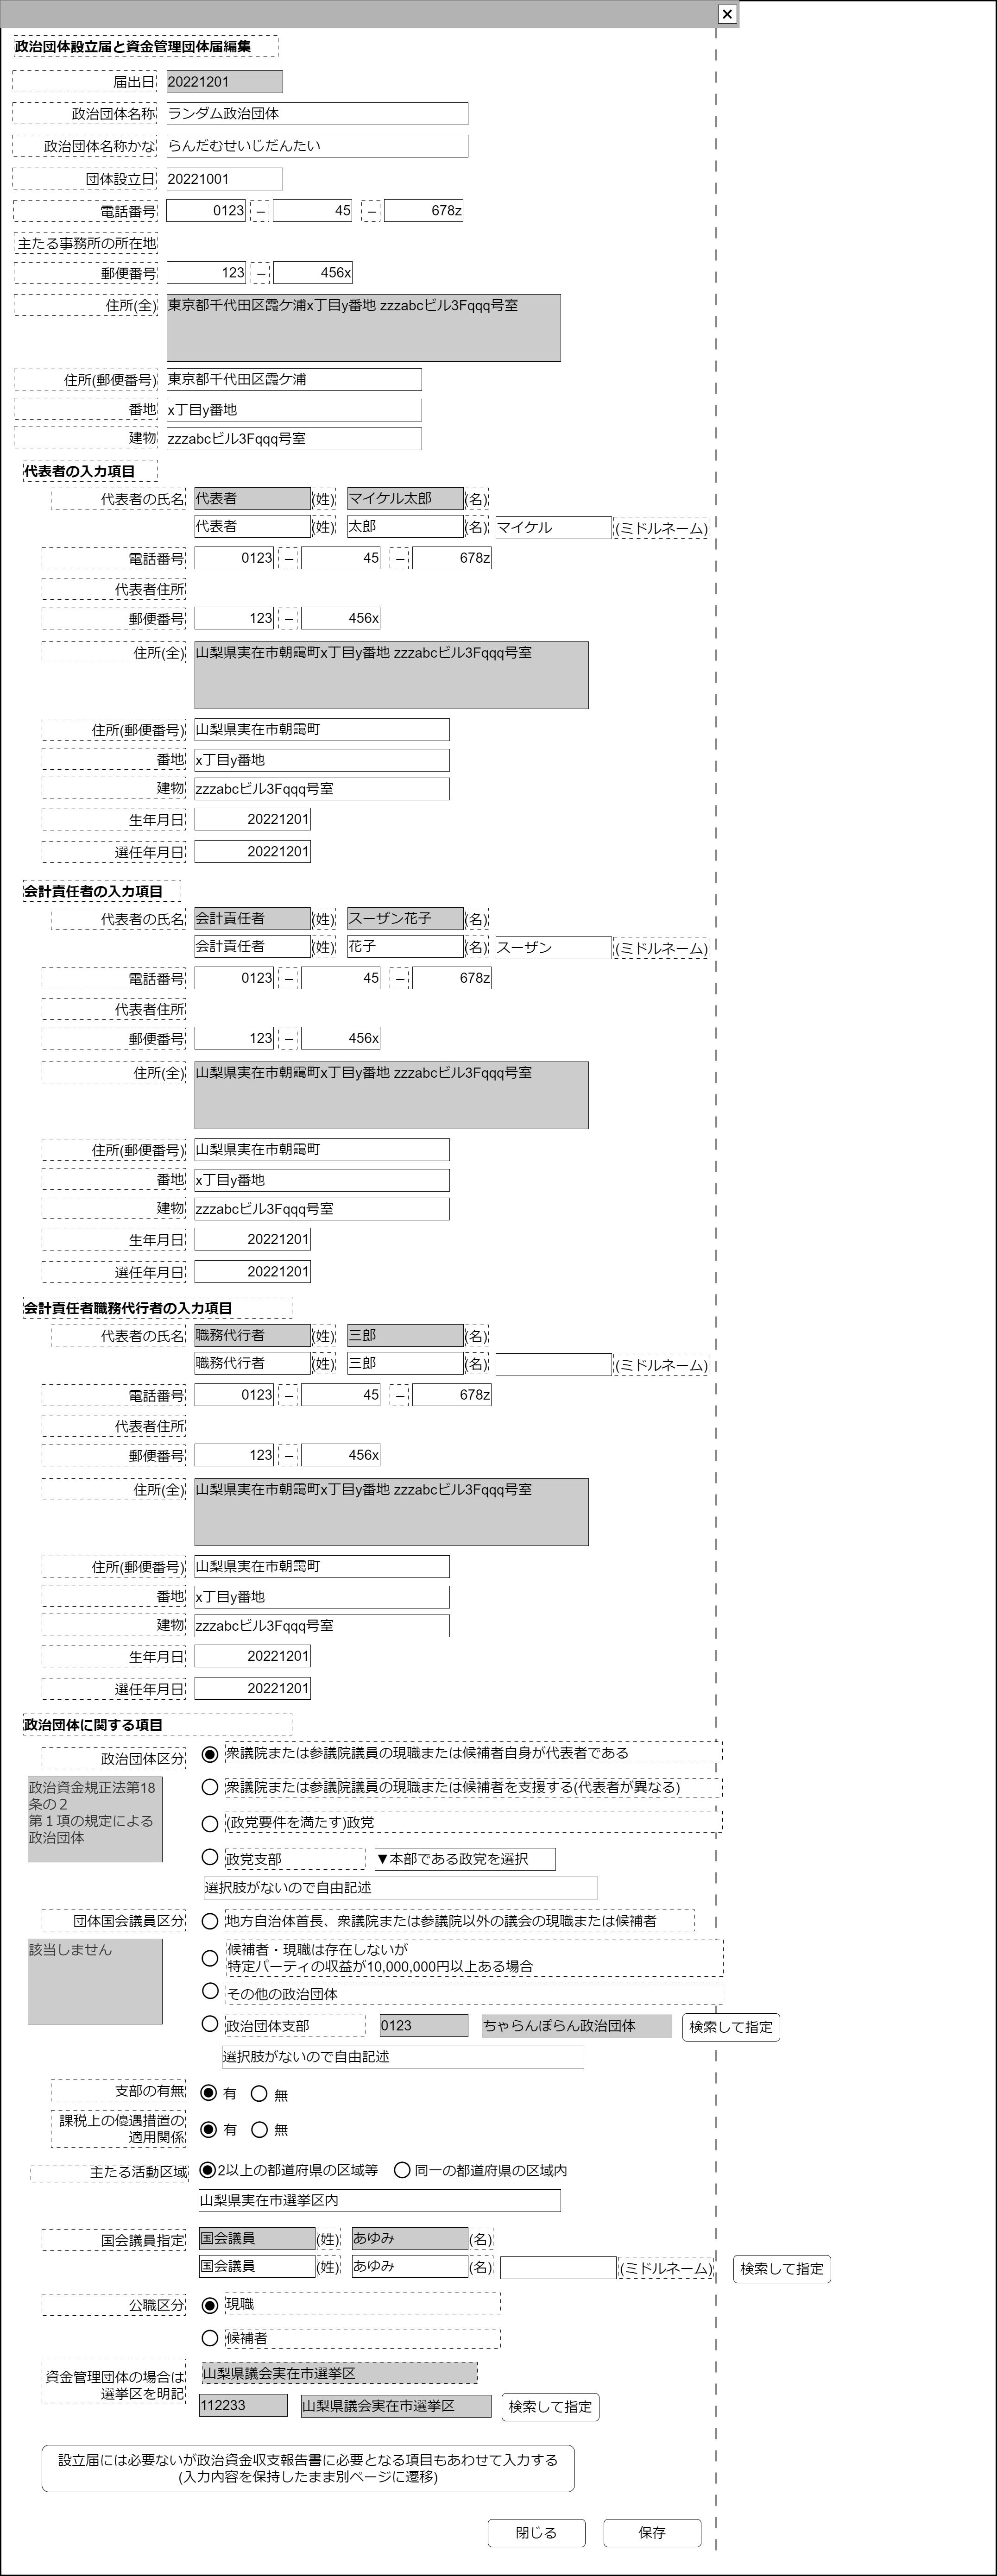 ×
政治団体設立届と資金管理団体届編集
届出日 20221201
政治団体名称 ランダム政治団体
政治団体名称かな らんだむせいじだんたい
団体設立日 20221001
電話番号 0123 － 45 － 678z
主たる事務所の所在地
郵便番号 123 － 456x
住所(全) 東京都千代田区霞ケ浦x丁目y番地 zzzabcビル3Fqqq号室
住所(郵便番号) 東京都千代田区霞ケ浦
番地 x丁目y番地
建物 zzzabcビル3Fqqq号室
代表者の入力項目
代表者の氏名 代表者 (姓) マイケル太郎 (名)
代表者 (姓) 太郎 (名) マイケル (ミドルネーム)
電話番号 0123 － 45 － 678z
代表者住所
郵便番号 123 － 456x
住所(全) 山梨県実在市朝霞町x丁目y番地 zzzabcビル3Fqqq号室
住所(郵便番号) 山梨県実在市朝霞町
番地 x丁目y番地
建物 zzzabcビル3Fqqq号室
生年月日 20221201
選任年月日 20221201
会計責任者の入力項目
代表者の氏名 会計責任者 (姓) スーザン花子 (名)
会計責任者 (姓) 花子 (名) スーザン (ミドルネーム)
電話番号 0123 － 45 － 678z
代表者住所
郵便番号 123 － 456x
住所(全) 山梨県実在市朝霞町x丁目y番地 zzzabcビル3Fqqq号室
住所(郵便番号) 山梨県実在市朝霞町
番地 x丁目y番地
建物 zzzabcビル3Fqqq号室
生年月日 20221201
選任年月日 20221201
会計責任者職務代行者の入力項目
代表者の氏名 職務代行者 (姓) 三郎 (名)
職務代行者 (姓) 三郎 (名) (ミドルネーム)
電話番号 0123 － 45 － 678z
代表者住所
郵便番号 123 － 456x
住所(全) 山梨県実在市朝霞町x丁目y番地 zzzabcビル3Fqqq号室
住所(郵便番号) 山梨県実在市朝霞町
番地 x丁目y番地
建物 zzzabcビル3Fqqq号室
生年月日 20221201
選任年月日 20221201
政治団体に関する項目
政治団体区分
政治資金規正法第18
条の２
第１項の規定による
政治団体
衆議院または参議院議員の現職または候補者自身が代表者である
衆議院または参議院議員の現職または候補者を支援する(代表者が異なる)
(政党要件を満たす)政党
政党支部 ▼本部である政党を選択
選択肢がないので自由記述
団体国会議員区分
該当しません
地方自治体首長、衆議院または参議院以外の議会の現職または候補者
候補者・現職は存在しないが
特定パーティの収益が10,000,000円以上ある場合
その他の政治団体
政治団体支部 0123 ちゃらんぽらん政治団体 検索して指定
選択肢がないので自由記述
支部の有無 有 無
課税上の優遇措置の
適用関係 有 無
主たる活動区域 2以上の都道府県の区域等 同一の都道府県の区域内
山梨県実在市選挙区内
国会議員指定 国会議員 (姓) あゆみ (名)
国会議員 (姓) あゆみ (名) (ミドルネーム) 検索して指定
公職区分 現職
候補者
資金管理団体の場合は
選挙区を明記
山梨県議会実在市選挙区
112233 山梨県議会実在市選挙区 検索して指定
設立届には必要ないが政治資金収支報告書に必要となる項目もあわせて入力する
(入力内容を保持したまま別ページに遷移)
閉じる 保存